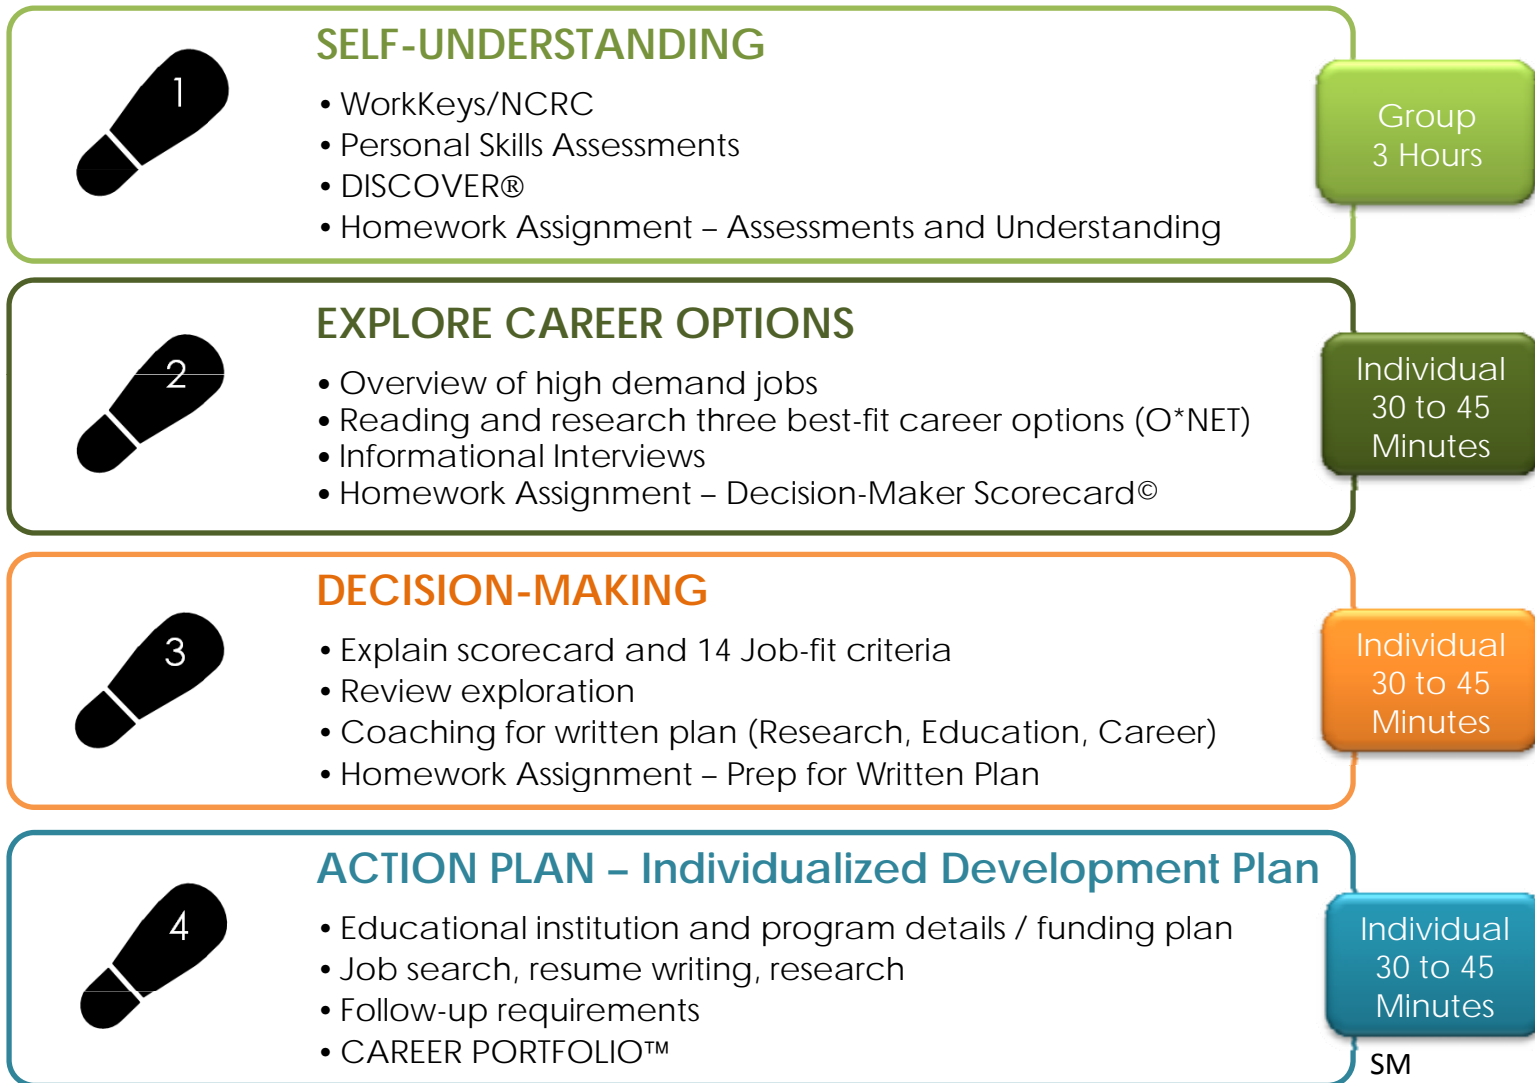 1
SELF-UNDERSTANDING
• WorkKeys/NCRC
• Personal Skills Assessments
• DISCOVER®
• Homework Assignment – Assessments and Understanding
Group
3 Hours
2
EXPLORE CAREER OPTIONS
• Overview of high demand jobs
• Reading and research three best-fit career options (O*NET)
• Informational Interviews
• Homework Assignment – Decision-Maker Scorecard©
Individual
30 to 45
Minutes
3
DECISION-MAKING
• Explain scorecard and 14 Job-fit criteria
• Review exploration
• Coaching for written plan (Research, Education, Career)
• Homework Assignment – Prep for Written Plan
Individual
30 to 45
Minutes
4
ACTION PLAN – Individualized Development Plan
• Educational institution and program details / funding plan
• Job search, resume writing, research
• Follow-up requirements
• CAREER PORTFOLIO™
Individual
30 to 45
Minutes
SM